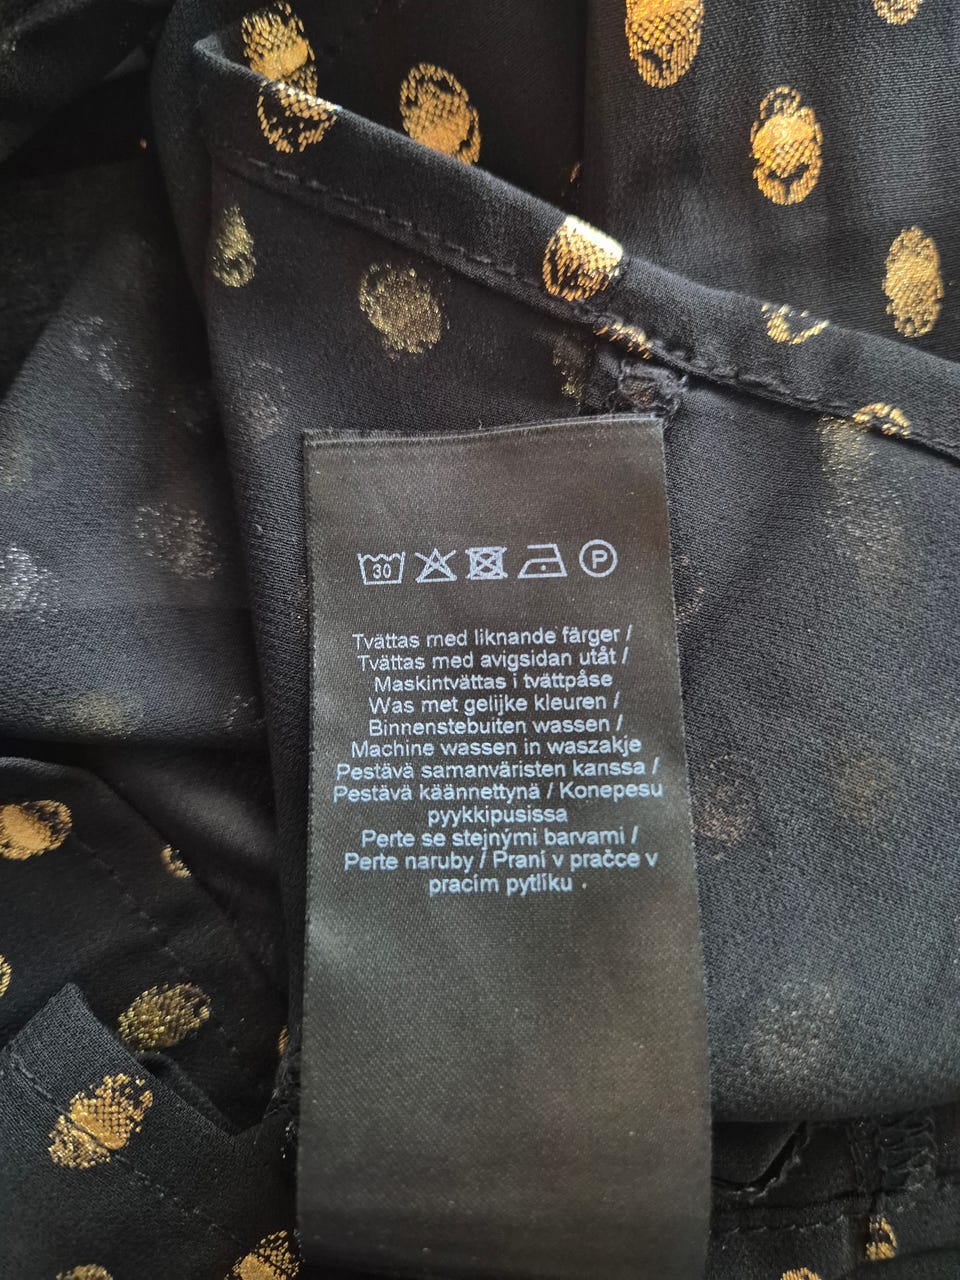 30 P
Tvättas med liknande färger /
Tvättas med avigsidan utåt /
Maskintvättas i tvättpåse
Was met gelijke kleuren /
Binnenstebuiten wassen /
Machine wassen in waszakje
Pestävä samanväristen kanssa /
Pestävä käännettynä / Konepesu
pyykkipusissa
Perte se stejnými barvami /
Perte naruby / Praní v pračce v
pracím pytlíku .